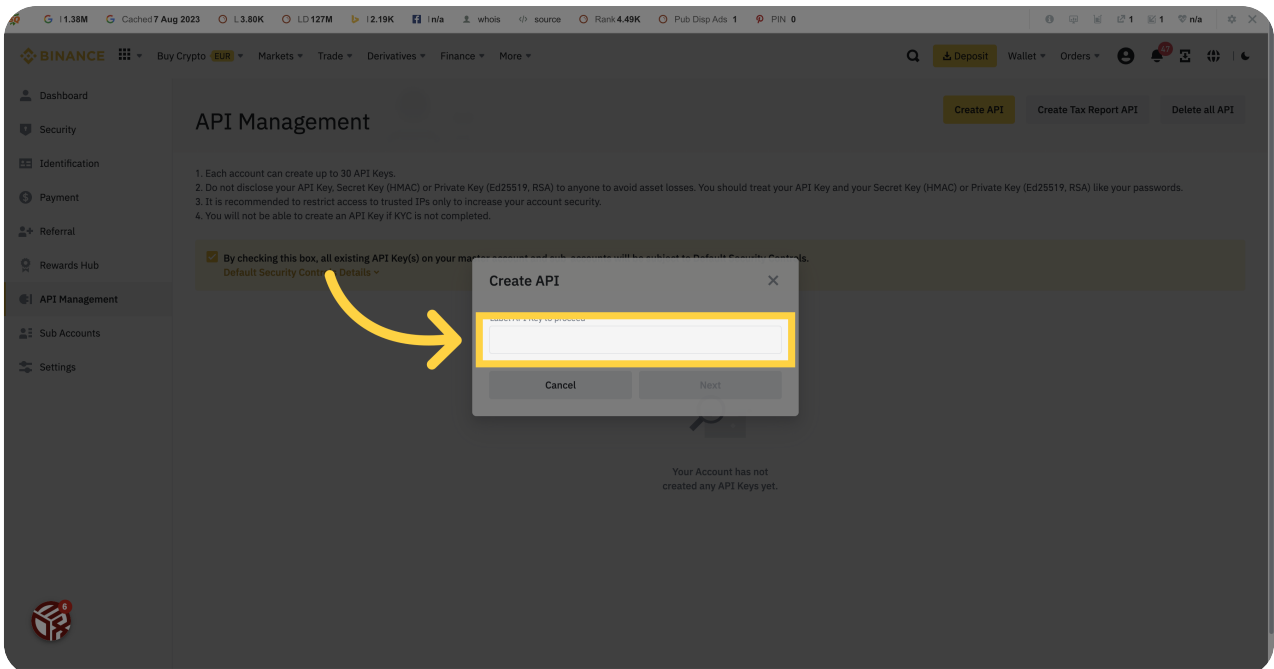 I 1.38M Cached 7 Aug 2023 L 3.80K LD 127M I 2.19K I n/a whois </> source Rank 4.49K Pub Disp Ads 1 PIN 0 1 1 n/a
BINANCE Buy Crypto EUR Markets Trade Derivatives Finance More Deposit Wallet Orders 47
Dashboard
Security
Identification
Payment
Referral
Rewards Hub
API Management
Sub Accounts
Settings
API Management
Create API Create Tax Report API Delete all API
1. Each account can create up to 30 API Keys.
2. Do not disclose your API Key, Secret Key (HMAC) or Private Key (Ed25519, RSA) to anyone to avoid asset losses. You should treat your API Key and your Secret Key (HMAC) or Private Key (Ed25519, RSA) like your passwords.
3. It is recommended to restrict access to trusted IPs only to increase your account security.
4. You will not be able to create an API Key if KYC is not completed.
By checking this box, all existing API Key(s) on your master account and sub-accounts will be subject to Default Security Controls.
Default Security Controls Details
Create API
Label API Key to proceed
Cancel Next
Your Account has not
created any API Keys yet.
6